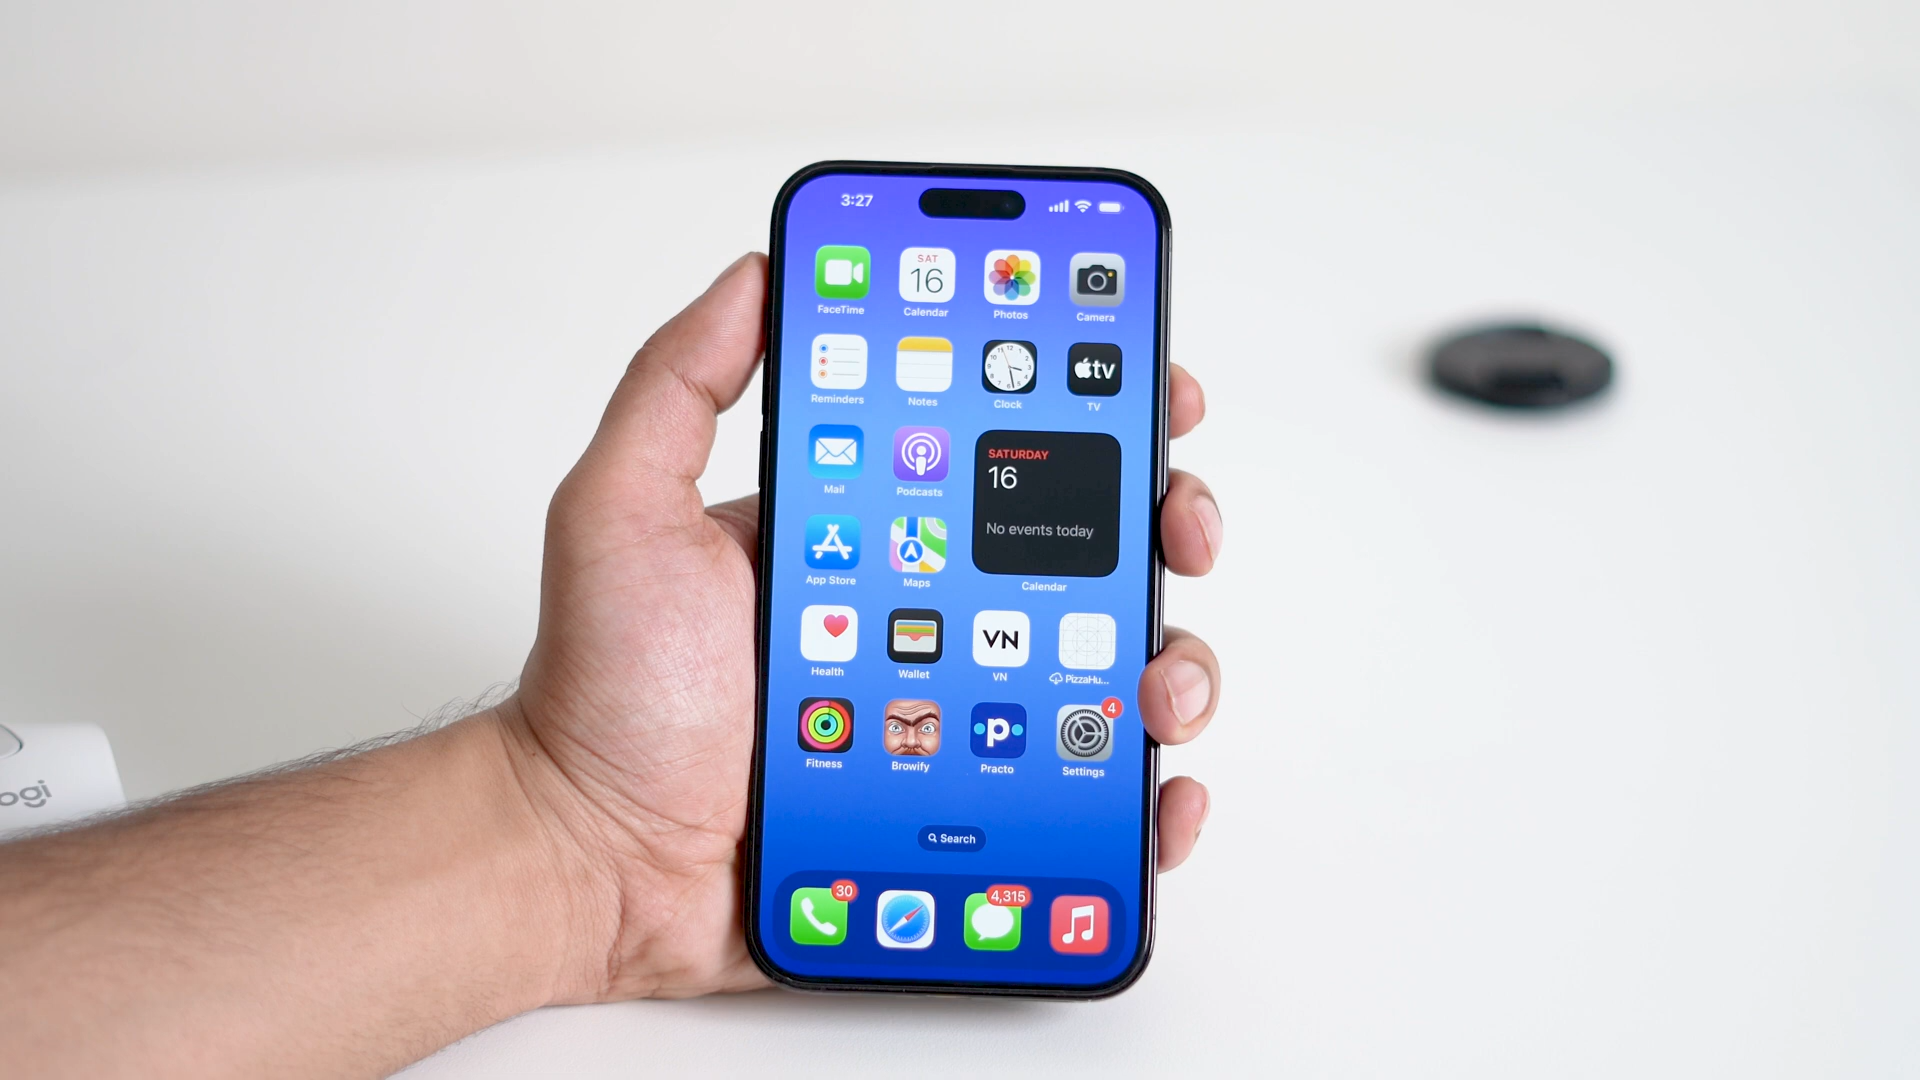 3:27
SAT
16
FaceTime
Calendar
Photos
Camera
tv
Reminders
Notes
Clock
TV
SATURDAY
16
No events today
Mail
Podcasts
App Store
Maps
Calendar
VN
Health
Wallet
VN
PizzaHu...
4
p
Fitness
Browify
Practo
Settings
Search
30
4,315
ogi